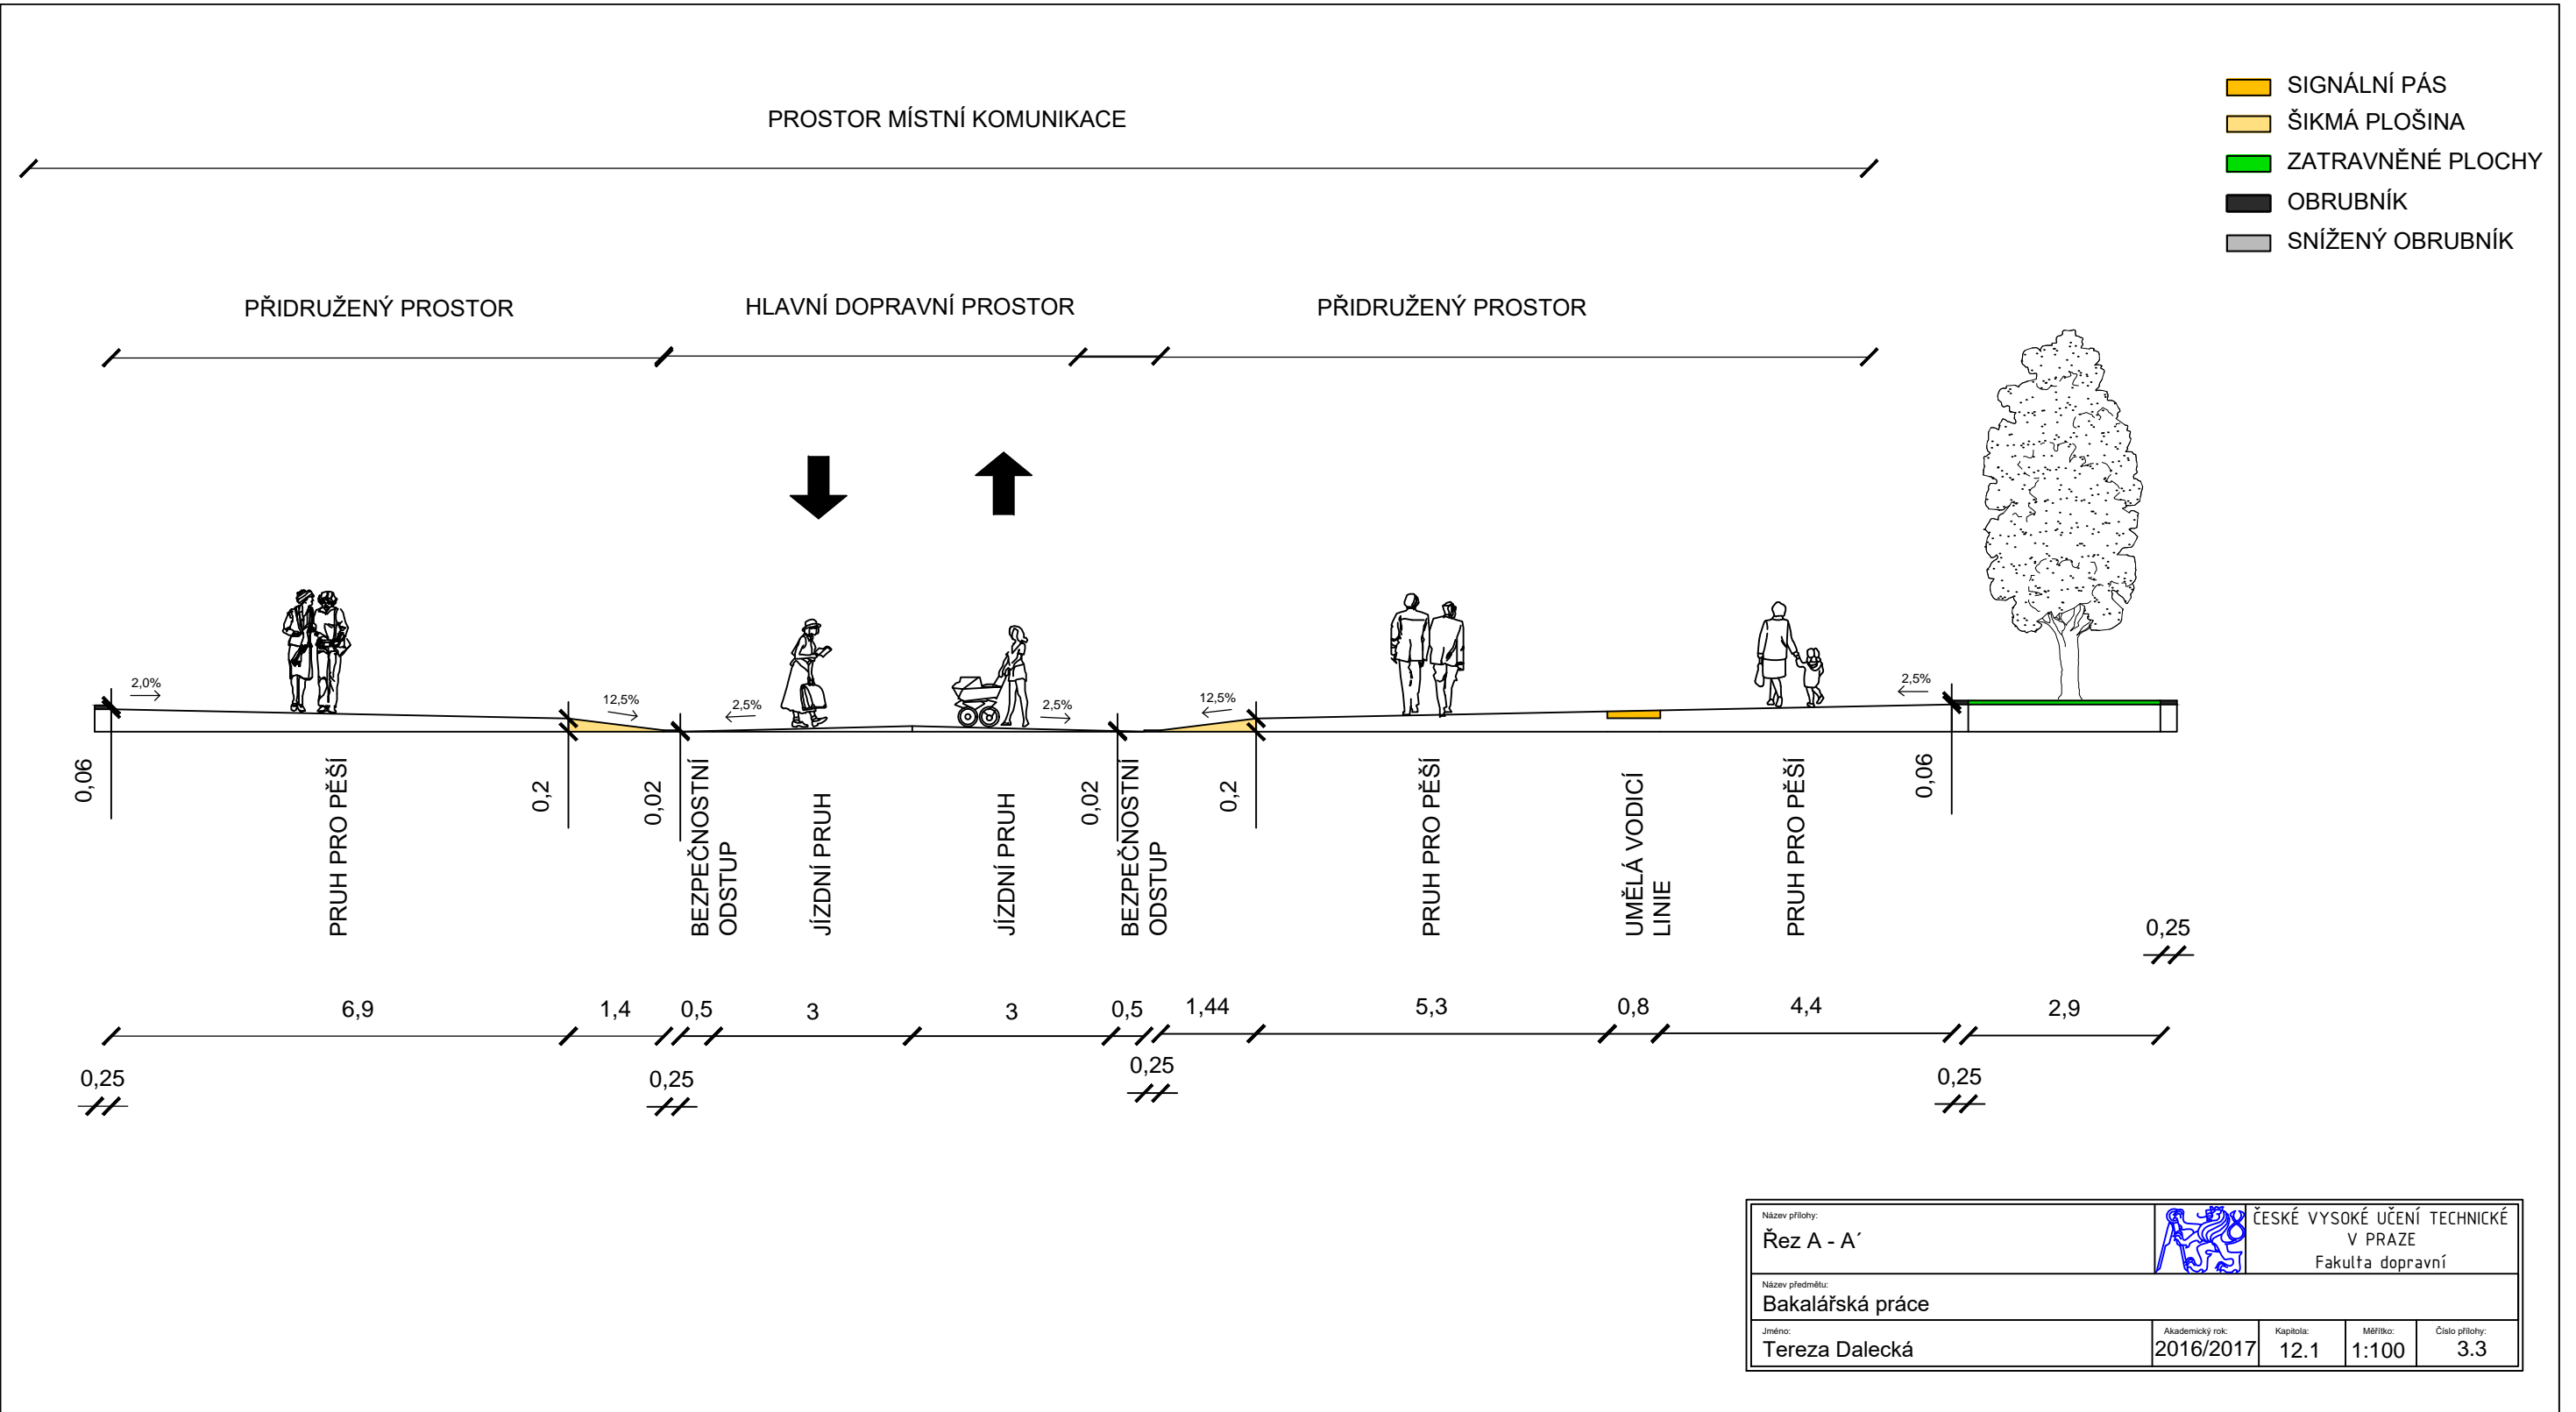 PROSTOR MÍSTNÍ KOMUNIKACE
SIGNÁLNÍ PÁS
ŠIKMÁ PLOŠINA
ZATRAVNĚNÉ PLOCHY
OBRUBNÍK
SNÍŽENÝ OBRUBNÍK
PŘIDRUŽENÝ PROSTOR
HLAVNÍ DOPRAVNÍ PROSTOR
PŘIDRUŽENÝ PROSTOR
2,0%
12,5%
2,5%
2,5%
12,5%
2,5%
0,06
PRUH PRO PĚŠÍ
0,2
0,02
BEZPEČNOSTNÍ
ODSTUP
JÍZDNÍ PRUH
JÍZDNÍ PRUH
0,02
BEZPEČNOSTNÍ
ODSTUP
0,2
PRUH PRO PĚŠÍ
UMĚLÁ VODICÍ
LINIE
PRUH PRO PĚŠÍ
0,06
0,25
6,9
1,4
0,5
3
3
0,5
1,44
5,3
0,8
4,4
2,9
0,25
0,25
0,25
0,25
Název přílohy:
Řez A - A´
ČESKÉ VYSOKÉ UČENÍ TECHNICKÉ
V PRAZE
Fakulta dopravní
Název předmětu:
Bakalářská práce
Jméno:
Tereza Dalecká
Akademický rok:
2016/2017
Kapitola:
12.1
Měřítko:
1:100
Číslo přílohy:
3.3